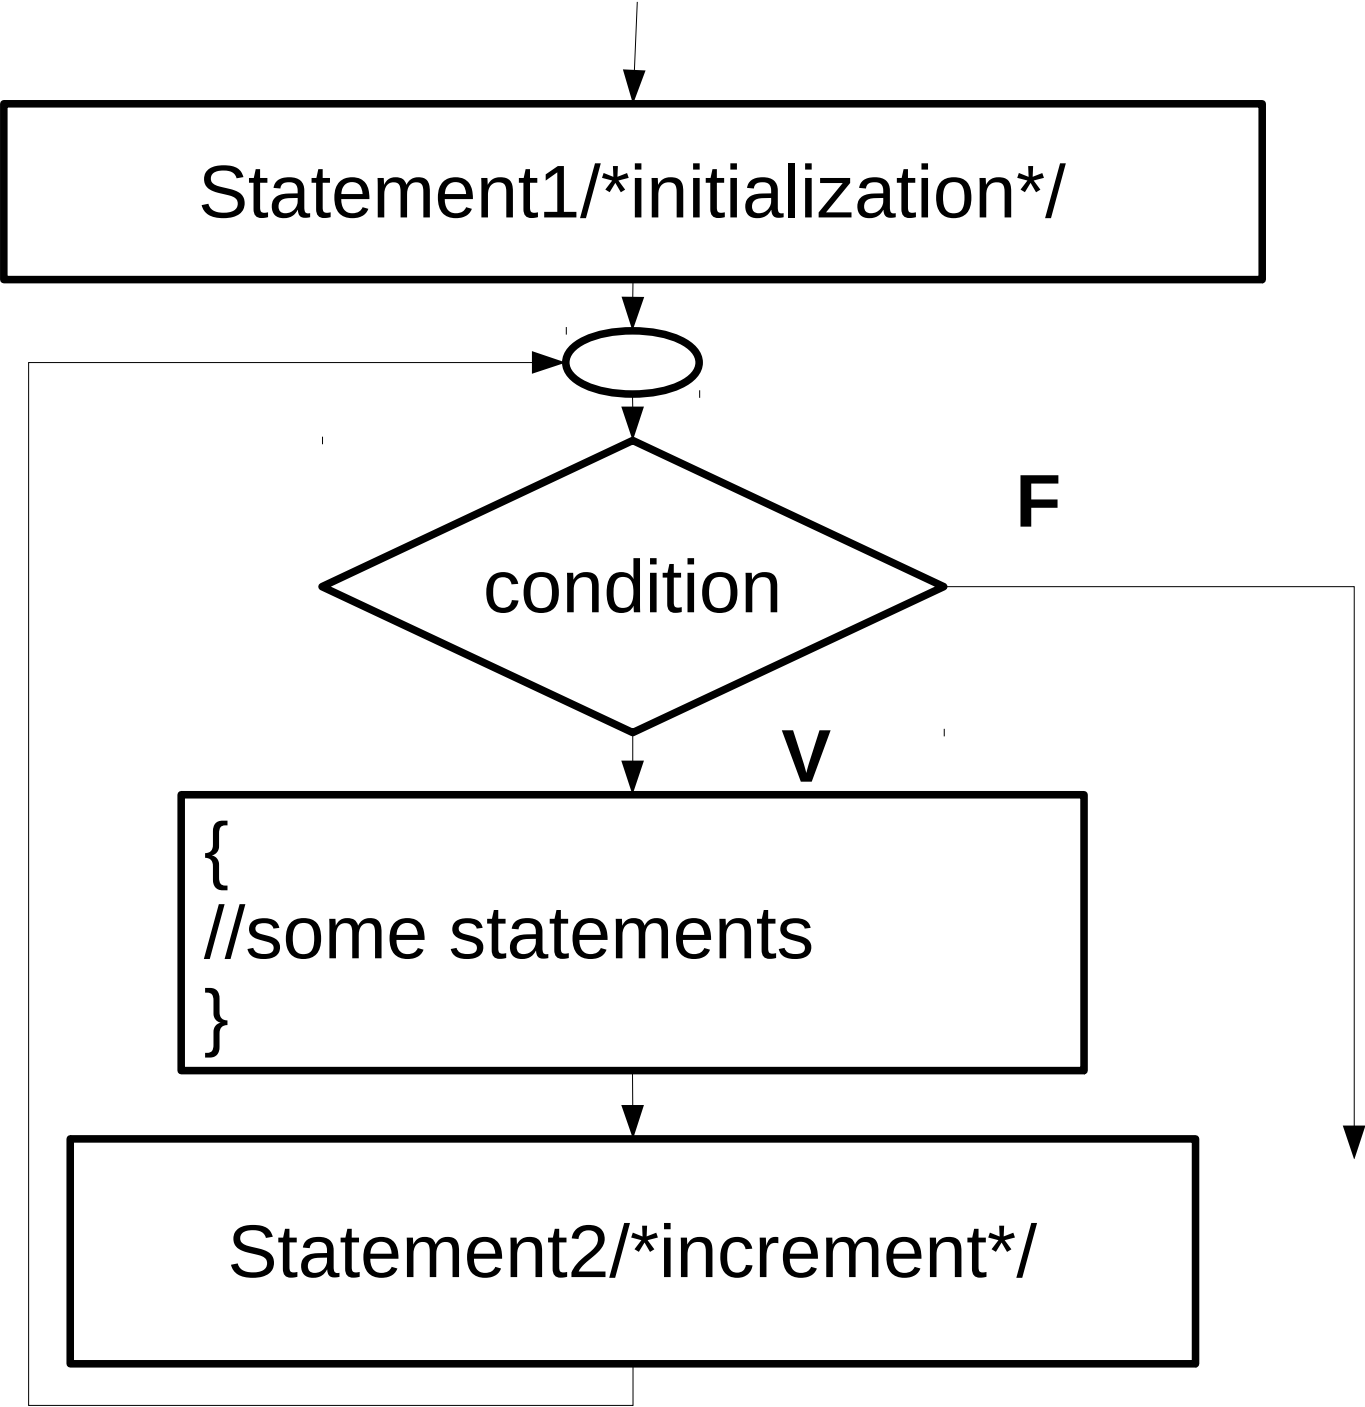 Statement1/*initialization*/
F
condition
V
{
//some statements
}
Statement2/*increment*/